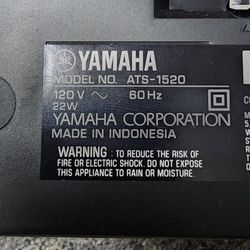 YAMAHA
MODEL NO. ATS-1520
120 V ~ 60 Hz
22W
YAMAHA CORPORATION
MADE IN INDONESIA
WARNING : TO REDUCE THE RISK OF
FIRE OR ELECTRIC SHOCK. DO NOT EXPOSE
THIS APPLIANCE TO RAIN OR MOISTURE.